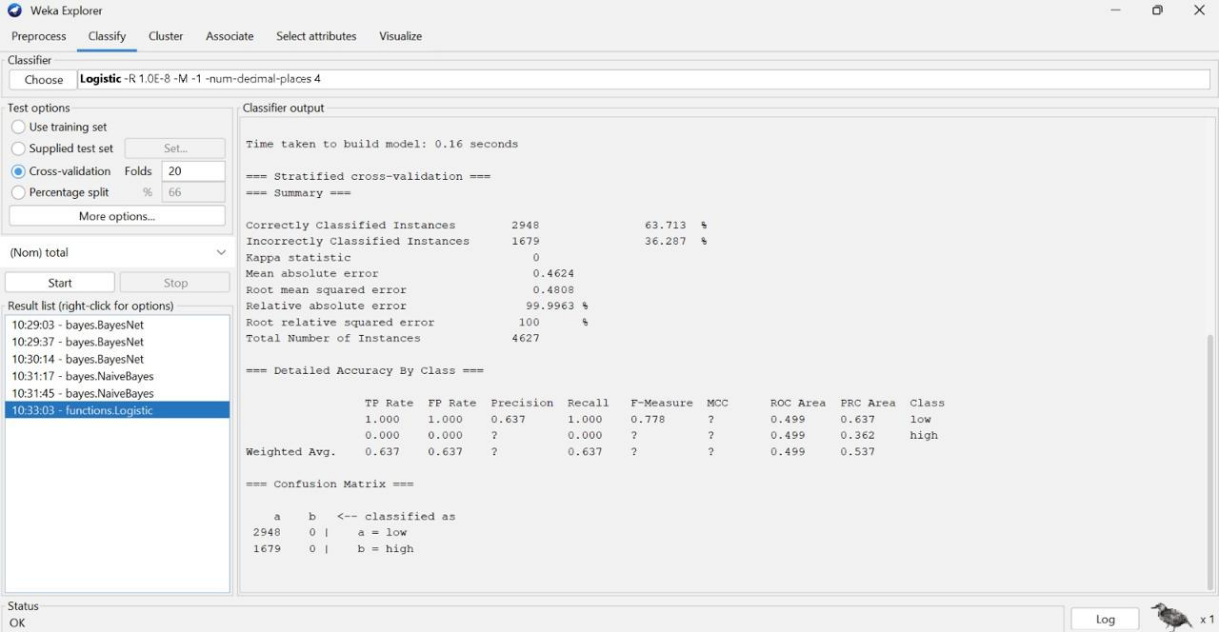 Weka Explorer
Preprocess Classify Cluster Associate Select attributes Visualize
Classifier
Choose Logistic -R 1.0E-8 -M -1 -num-decimal-places 4
Test options
Use training set
Supplied test set Set...
Cross-validation Folds 20
Percentage split % 66
More options...
(Nom) total
Start Stop
Result list (right-click for options)
10:29:03 - bayes.BayesNet
10:29:37 - bayes.BayesNet
10:30:14 - bayes.BayesNet
10:31:17 - bayes.NaiveBayes
10:31:45 - bayes.NaiveBayes
10:33:03 - functions.Logistic
Classifier output
Time taken to build model: 0.16 seconds
=== Stratified cross-validation ===
=== Summary ===
Correctly Classified Instances 2948 63.713 %
Incorrectly Classified Instances 1679 36.287 %
Kappa statistic 0
Mean absolute error 0.4624
Root mean squared error 0.4808
Relative absolute error 99.9963 %
Root relative squared error 100 %
Total Number of Instances 4627
=== Detailed Accuracy By Class ===
TP Rate FP Rate Precision Recall F-Measure MCC ROC Area PRC Area Class
1.000 1.000 0.637 1.000 0.778 ? 0.499 0.637 low
0.000 0.000 ? 0.000 ? ? 0.499 0.362 high
Weighted Avg. 0.637 0.637 ? 0.637 ? ? 0.499 0.537
=== Confusion Matrix ===
a b <-- classified as
2948 0 | a = low
1679 0 | b = high
Status
OK
Log
x 1